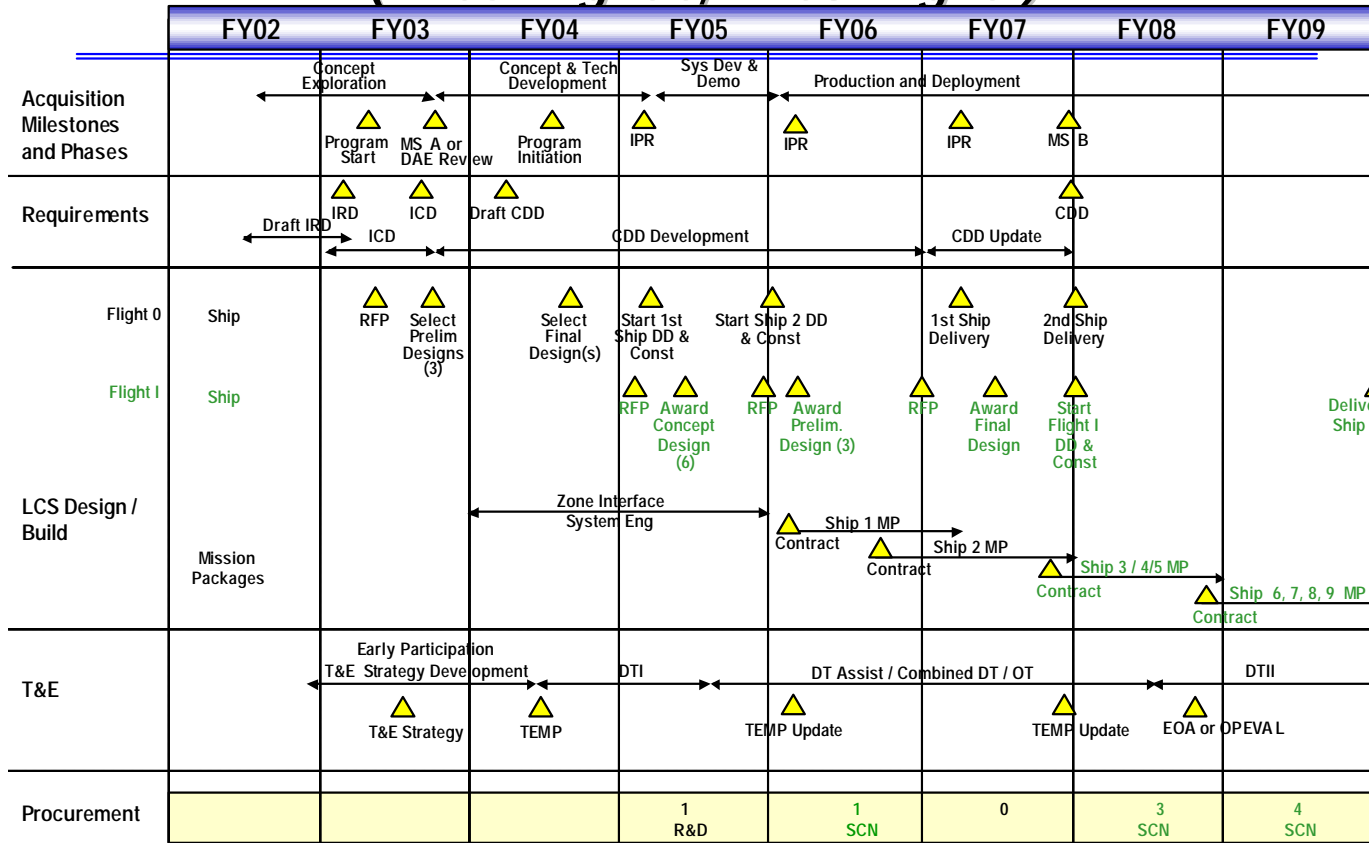 FY02 FY03 FY04 FY05 FY06 FY07 FY08 FY09
Acquisition
Milestones
and Phases
Concept
Exploration
Concept & Tech
Development
Sys Dev &
Demo
Production and Deployment
Program
Start
MS A or
DAE Review
Program
Initiation
IPR
IPR
IPR
MS B
Requirements
IRD
ICD
Draft CDD
CDD
Draft IRD
ICD
CDD Development
CDD Update
LCS Design /
Build
Flight 0
Ship
RFP
Select
Prelim
Designs
(3)
Select
Final
Design(s)
Start 1st
Ship DD &
Const
Start Ship 2 DD
& Const
1st Ship
Delivery
2nd Ship
Delivery
Flight I
Ship
RFP
Award
Concept
Design
(6)
RFP
Award
Prelim.
Design (3)
RFP
Award
Final
Design
Start
Flight I
DD &
Const
Ship
Zone Interface
System Eng
Mission
Packages
Contract
Ship 1 MP
Contract
Ship 2 MP
Contract
Ship 3 / 4/5 MP
Contract
Ship 6, 7, 8, 9 MP
T&E
Early Participation
T&E Strategy Development
DTI
DT Assist / Combined DT / OT
DTII
T&E Strategy
TEMP
TEMP Update
TEMP Update
EOA or OPEVAL
Procurement
1
R&D
1
SCN
0
3
SCN
4
SCN